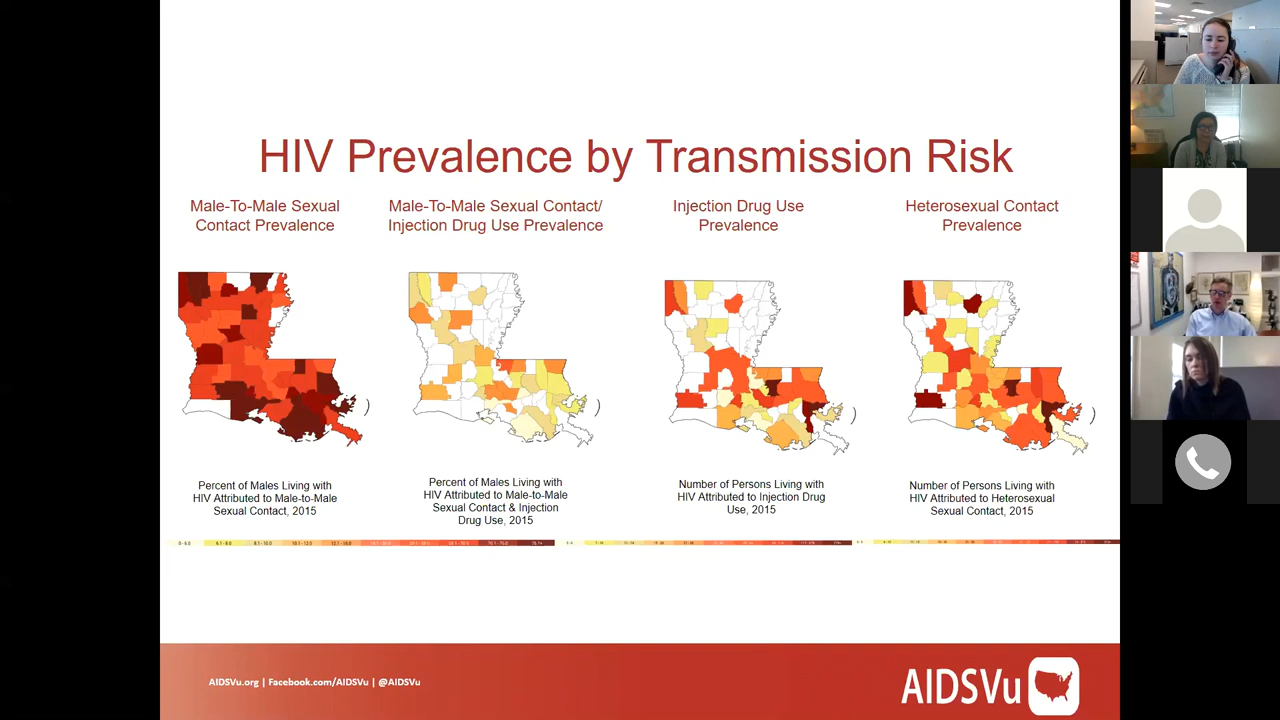 HIV Prevalence by Transmission Risk
Male-To-Male Sexual
Contact Prevalence
Male-To-Male Sexual Contact/
Injection Drug Use Prevalence
Injection Drug Use
Prevalence
Heterosexual Contact
Prevalence
Percent of Males Living with
HIV Attributed to Male-to-Male
Sexual Contact, 2015
Percent of Males Living with
HIV Attributed to Male-to-Male
Sexual Contact & Injection
Drug Use, 2015
Number of Persons Living with
HIV Attributed to Injection Drug
Use, 2015
Number of Persons Living with
HIV Attributed to Heterosexual
Sexual Contact, 2015
AIDSVu.org | Facebook.com/AIDSVu | @AIDSVu
AIDSVu